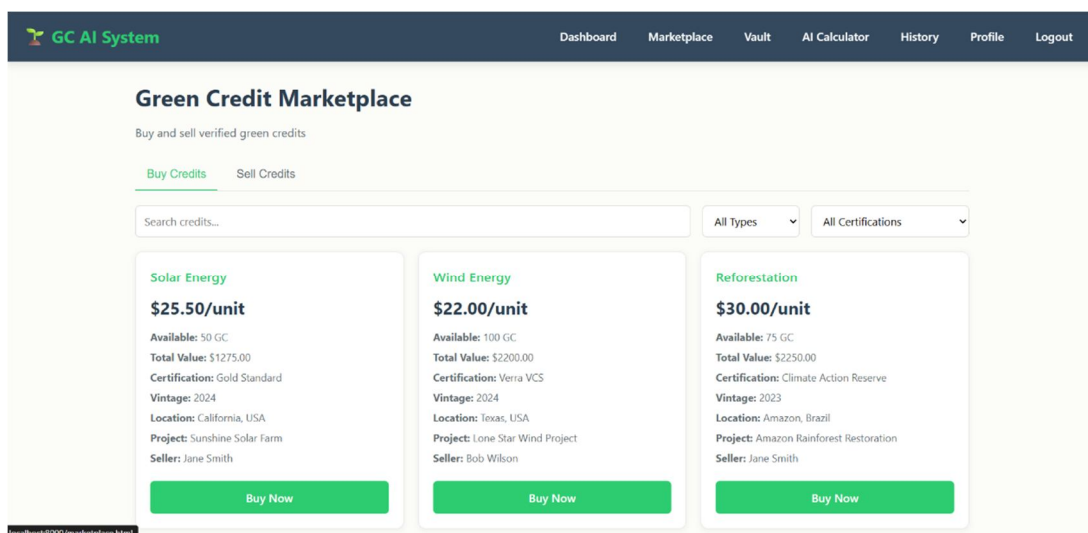 GC AI System
Dashboard Marketplace Vault AI Calculator History Profile Logout
Green Credit Marketplace
Buy and sell verified green credits
Buy Credits Sell Credits
Search credits...
All Types
All Certifications
Solar Energy
$25.50/unit
Available: 50 GC
Total Value: $1275.00
Certification: Gold Standard
Vintage: 2024
Location: California, USA
Project: Sunshine Solar Farm
Seller: Jane Smith
Buy Now
Wind Energy
$22.00/unit
Available: 100 GC
Total Value: $2200.00
Certification: Verra VCS
Vintage: 2024
Location: Texas, USA
Project: Lone Star Wind Project
Seller: Bob Wilson
Buy Now
Reforestation
$30.00/unit
Available: 75 GC
Total Value: $2250.00
Certification: Climate Action Reserve
Vintage: 2023
Location: Amazon, Brazil
Project: Amazon Rainforest Restoration
Seller: Jane Smith
Buy Now